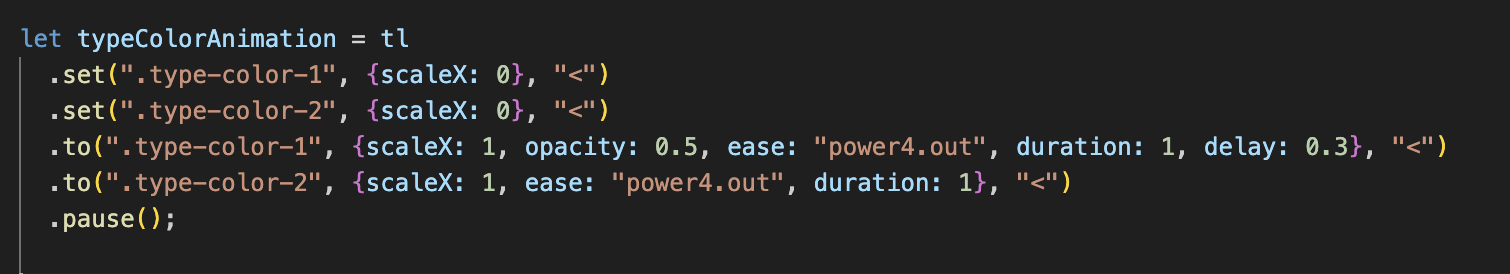 let typeColorAnimation = tl
.set(".type-color-1", {scaleX: 0}, "<")
.set(".type-color-2", {scaleX: 0}, "<")
.to(".type-color-1", {scaleX: 1, opacity: 0.5, ease: "power4.out", duration: 1, delay: 0.3}, "<")
.to(".type-color-2", {scaleX: 1, ease: "power4.out", duration: 1}, "<")
.pause();